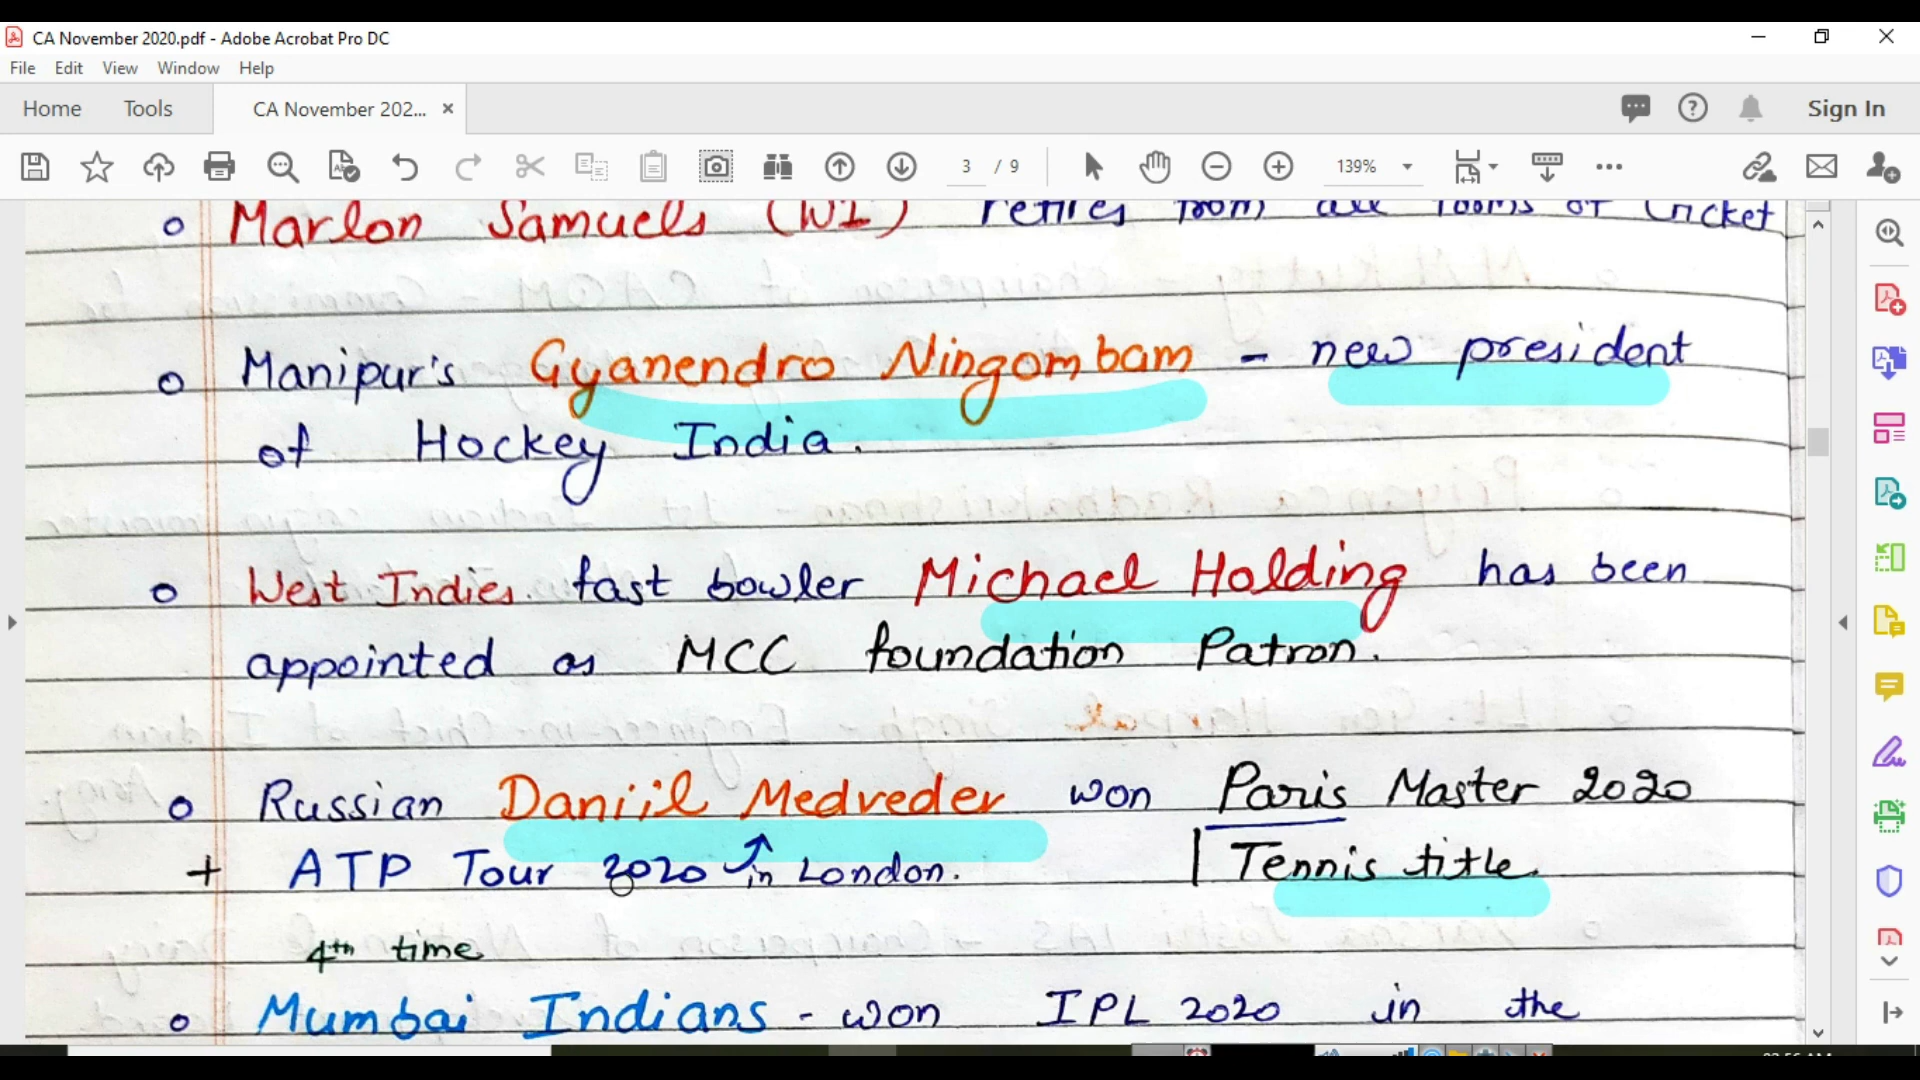 CA November 2020.pdf - Adobe Acrobat Pro DC
File Edit View Window Help
Home Tools CA November 202... × Sign In
3 / 9 139%
Marlon Samuels (WI) retires from all forms of Cricket
Manipur's Gyanendro Ningombam - new president
of Hockey India.
West Indies fast bowler Michael Holding has been
appointed as MCC foundation Patron.
Russian Daniil Medveder won Paris Master 2020
+ ATP Tour 2020 in London. | Tennis title
4th time
Mumbai Indians - won IPL 2020 in the